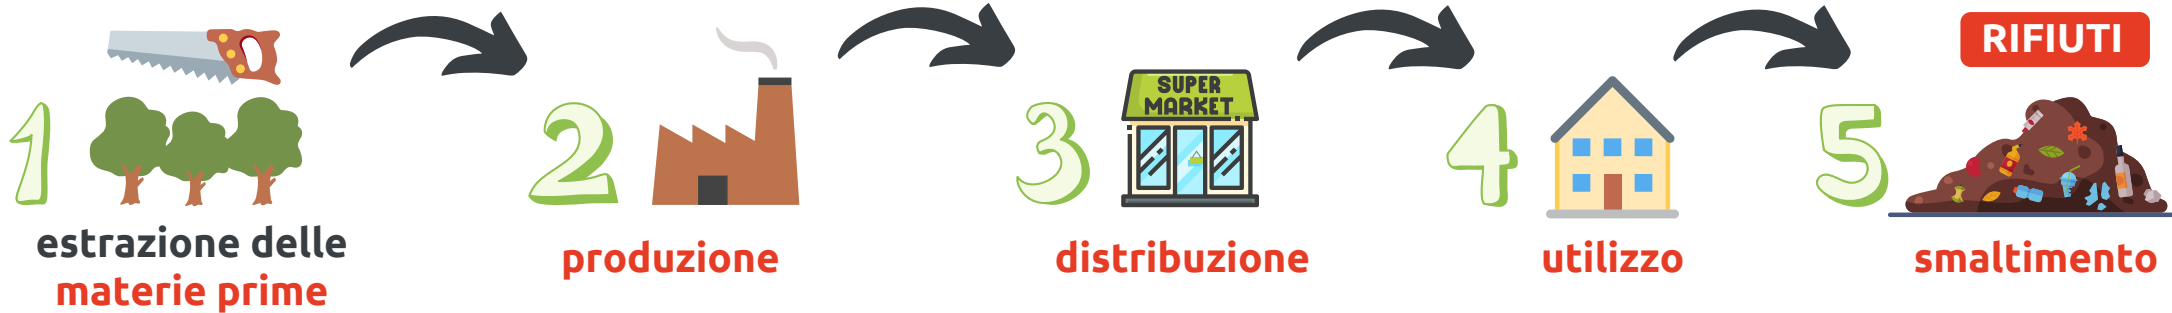 1
estrazione delle
materie prime
2
produzione
3
SUPER
MARKET
distribuzione
4
utilizzo
RIFIUTI
5
smaltimento